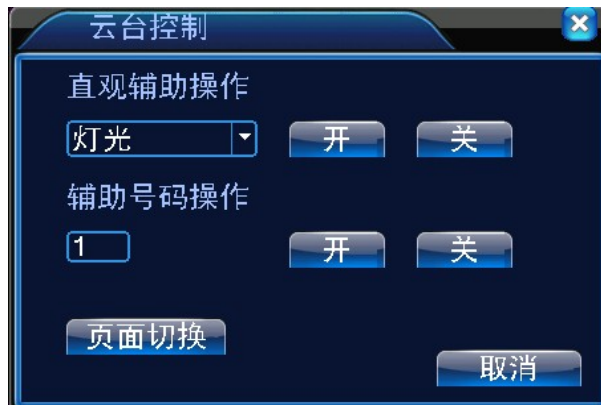 云台控制
直观辅助操作
灯光 开 关
辅助号码操作
1 开 关
页面切换
取消